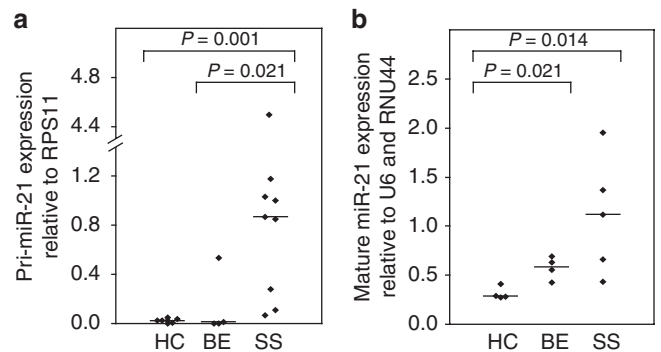 a
P = 0.001
P = 0.021
4.8
4.4
1.2
0.8
0.4
0.0
Pri-miR-21 expression
relative to RPS11
HC BE SS
b
P = 0.014
P = 0.021
3.0
2.5
2.0
1.5
1.0
0.5
0.0
Mature miR-21 expression
relative to U6 and RNU44
HC BE SS